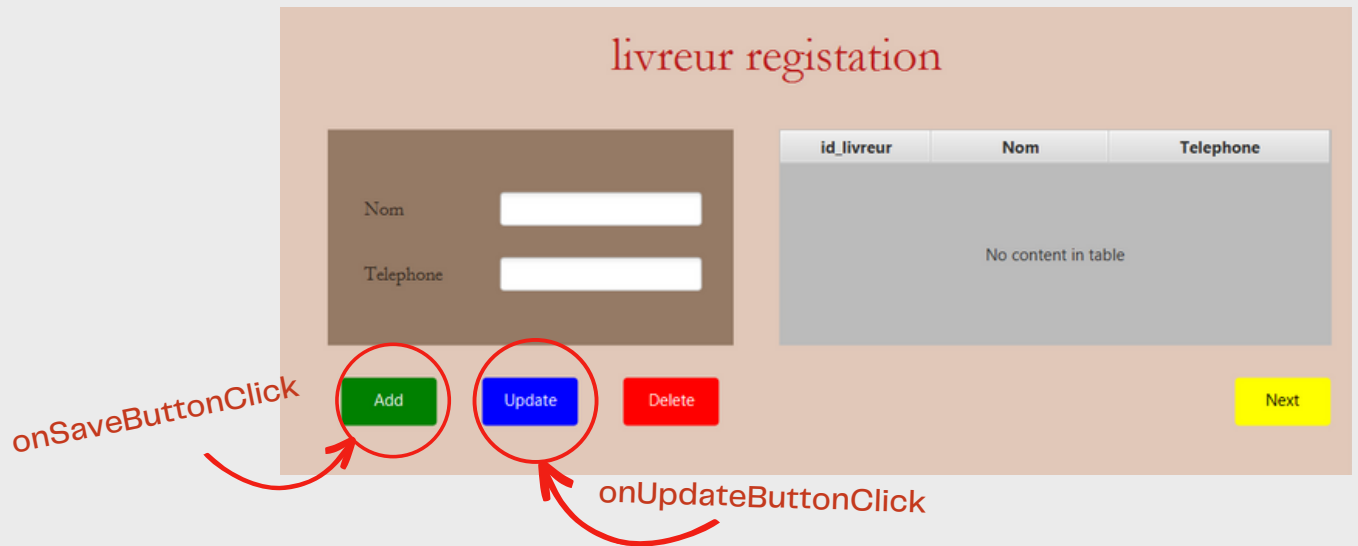 livreur registation
id_livreur Nom Telephone
Nom
No content in table
Telephone
Add Update Delete Next
onSaveButtonClick
onUpdateButtonClick